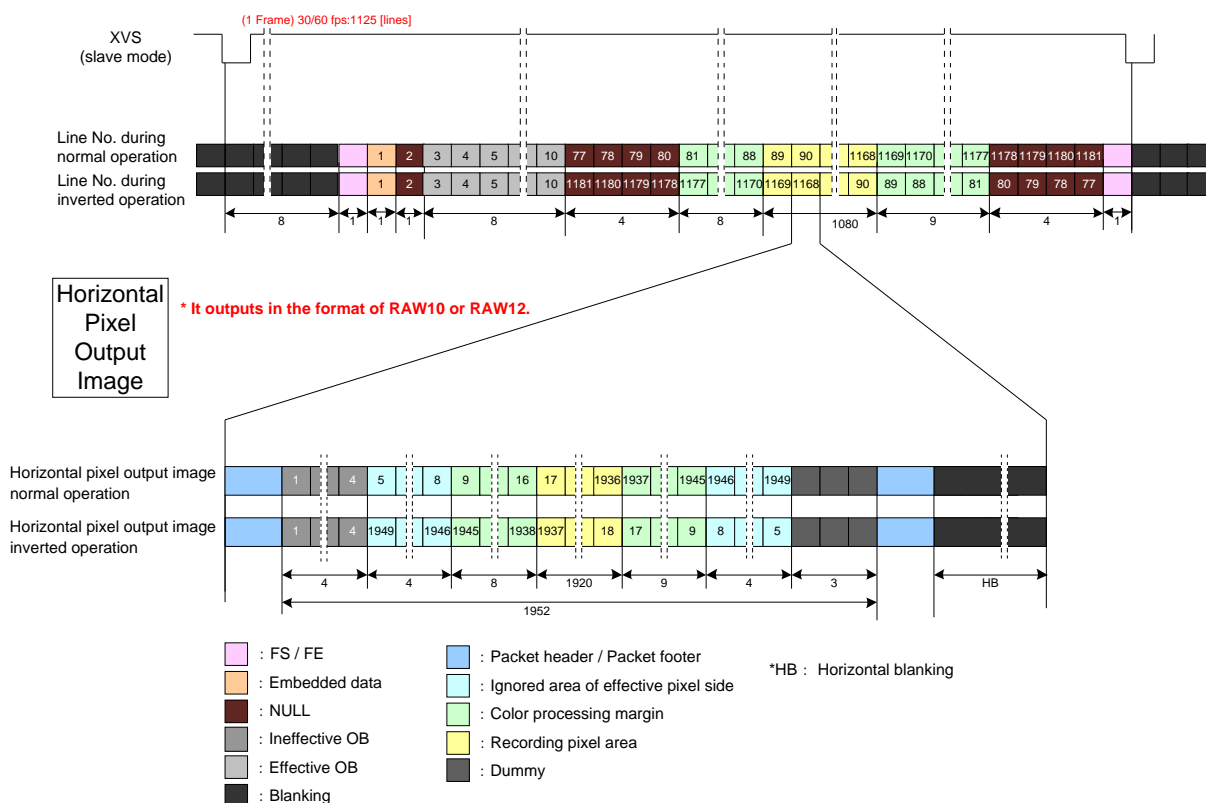 (1 Frame) 30/60 fps:1125 [lines]
XVS
(slave mode)
Line No. during
normal operation
1 2 3 4 5 10 77 78 79 80 81 88 89 90 1168 1169 1170 1177 1178 1179 1180 1181
Line No. during
inverted operation
1 2 3 4 5 10 1181 1180 1179 1178 1177 1170 1169 1168 90 89 88 81 80 79 78 77
8 1 1 1 8 4 8 1080 9 4 1
Horizontal
Pixel
Output
Image
* It outputs in the format of RAW10 or RAW12.
Horizontal pixel output image
normal operation
1 4 5 8 9 16 17 1936 1937 1945 1946 1949
Horizontal pixel output image
inverted operation
1 4 1949 1946 1945 1938 1937 18 17 9 8 5
4 4 8 1920 9 4 3 HB
1952
: FS / FE
: Embedded data
: NULL
: Ineffective OB
: Effective OB
: Blanking
: Packet header / Packet footer
: Ignored area of effective pixel side
: Color processing margin
: Recording pixel area
: Dummy
*HB : Horizontal blanking